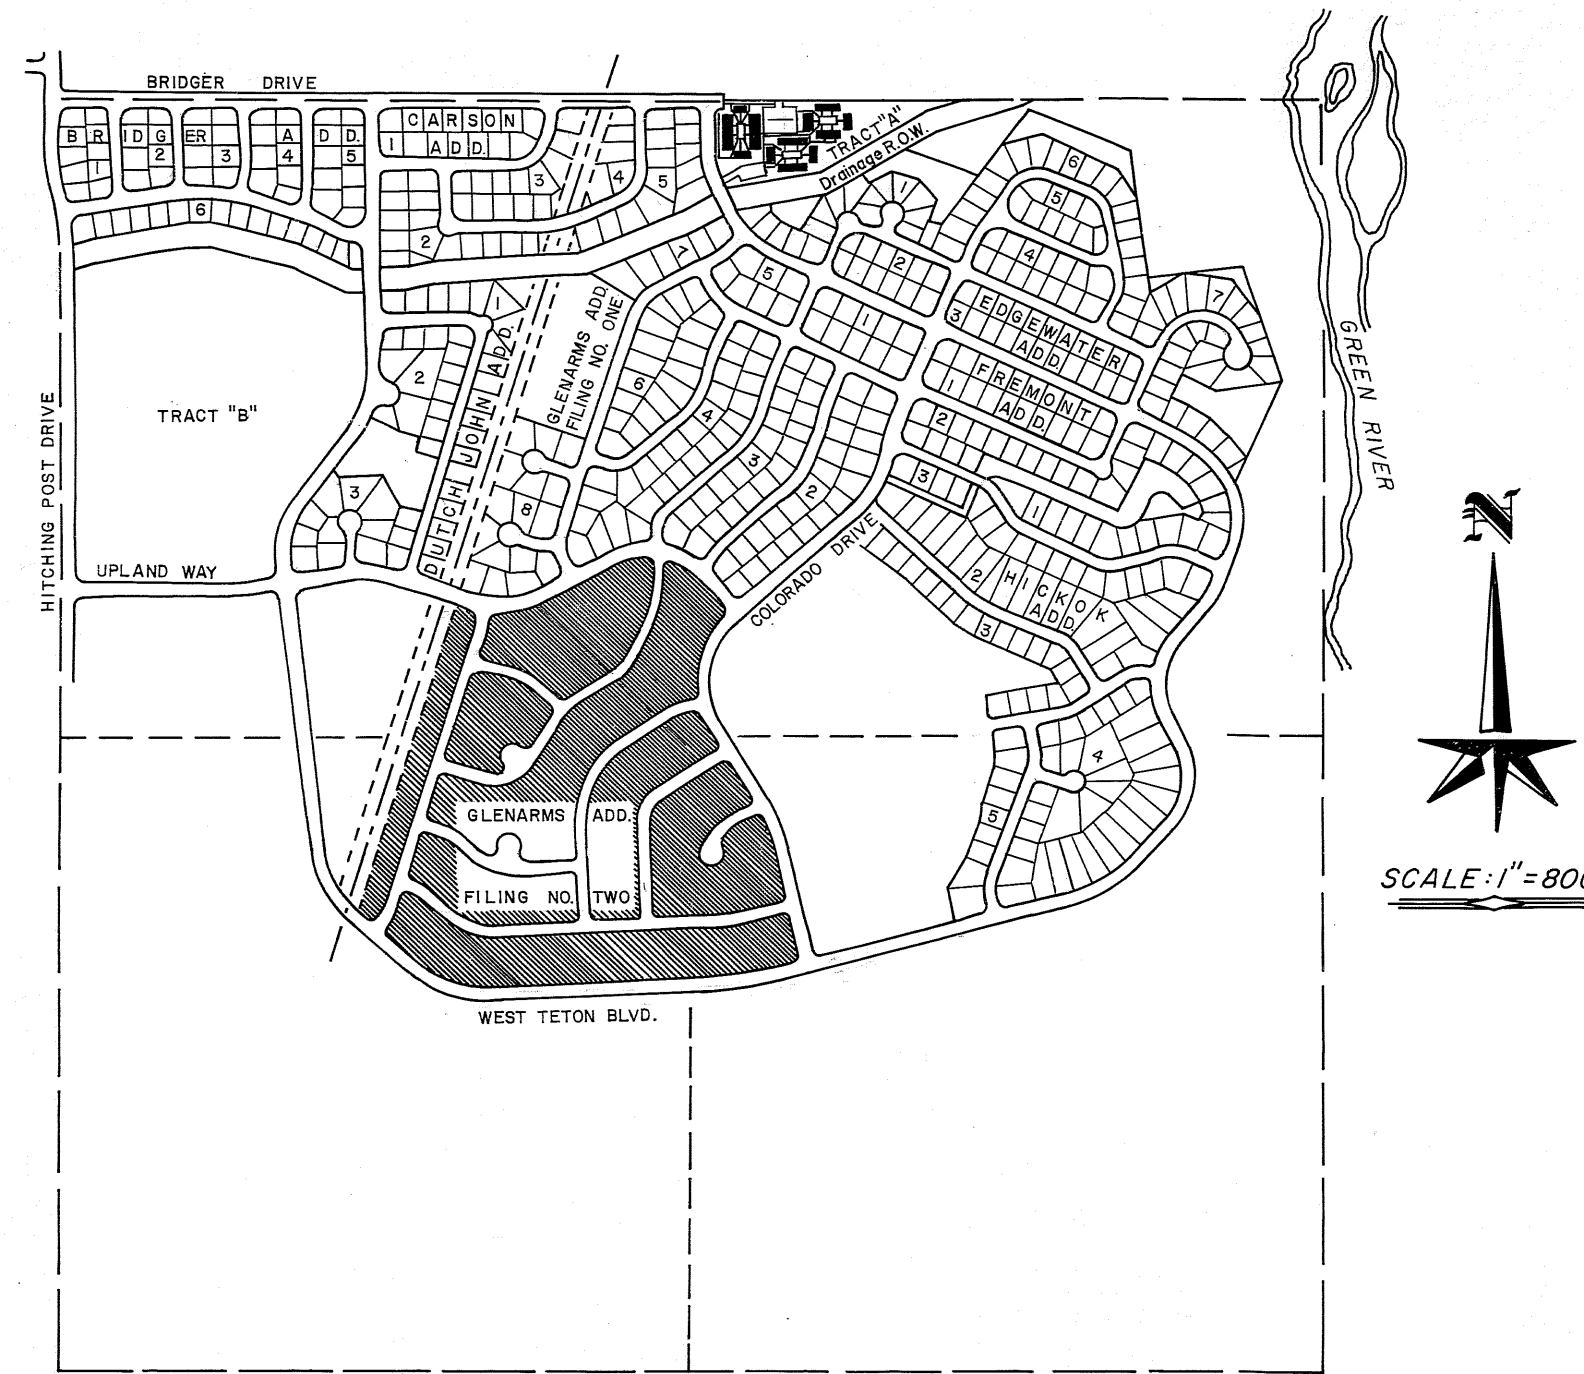 BRIDGER DRIVE
BRIDGER ADD.
1
2
3
4
5
6
CARSON
ADD.
1
2
3
4
5
TRACT "A"
Drainage R.O.W.
HITCHING POST DRIVE
TRACT "B"
UPLAND WAY
DUTCH JOHN ADD.
1
2
3
GLENARMS ADD.
FILING NO. ONE
7
6
5
4
3
2
8
1
EDGEWATER
ADD.
1
2
3
4
5
6
7
FREMONT
ADD.
1
2
3
HICKOK
ADD.
1
2
3
4
5
COLORADO DRIVE
GREEN RIVER
GLENARMS ADD.
FILING NO. TWO
WEST TETON BLVD.
N
SCALE: 1" = 800